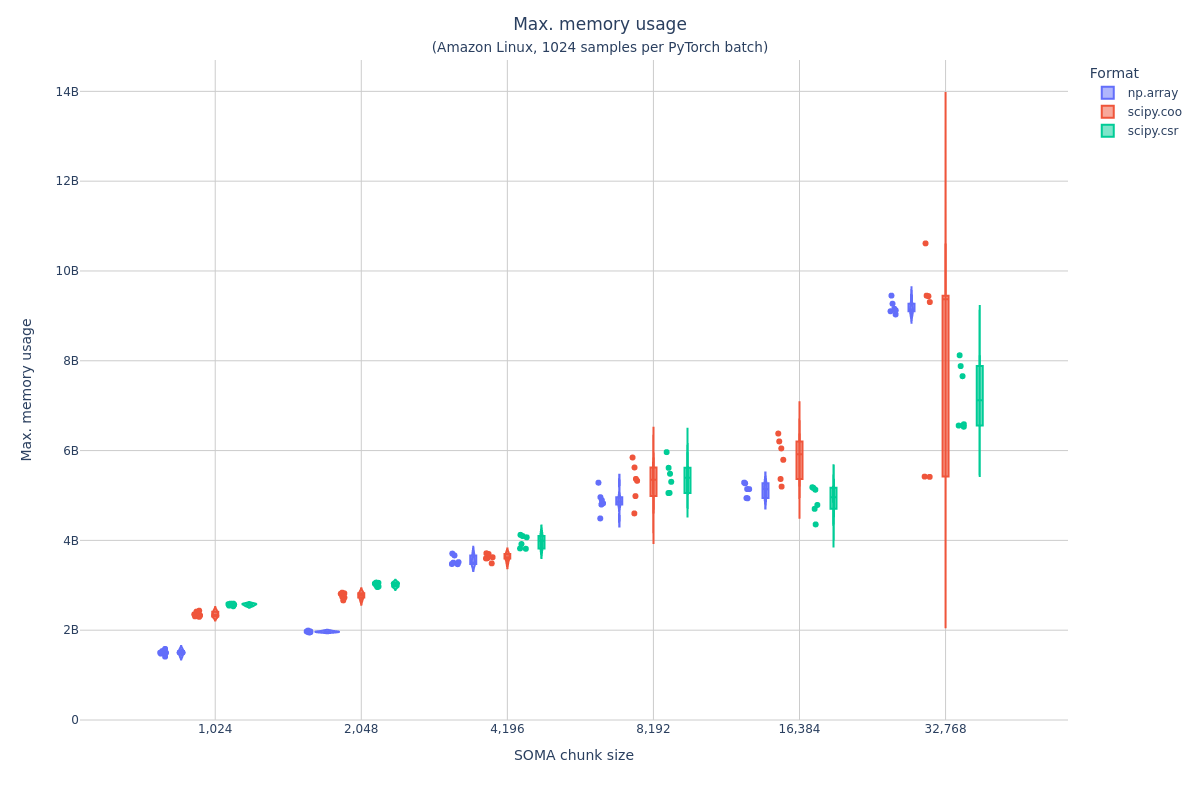 Max. memory usage
(Amazon Linux, 1024 samples per PyTorch batch)
Format
np.array
scipy.coo
scipy.csr
Max. memory usage
14B
12B
10B
8B
6B
4B
2B
0
1,024
2,048
4,196
8,192
16,384
32,768
SOMA chunk size